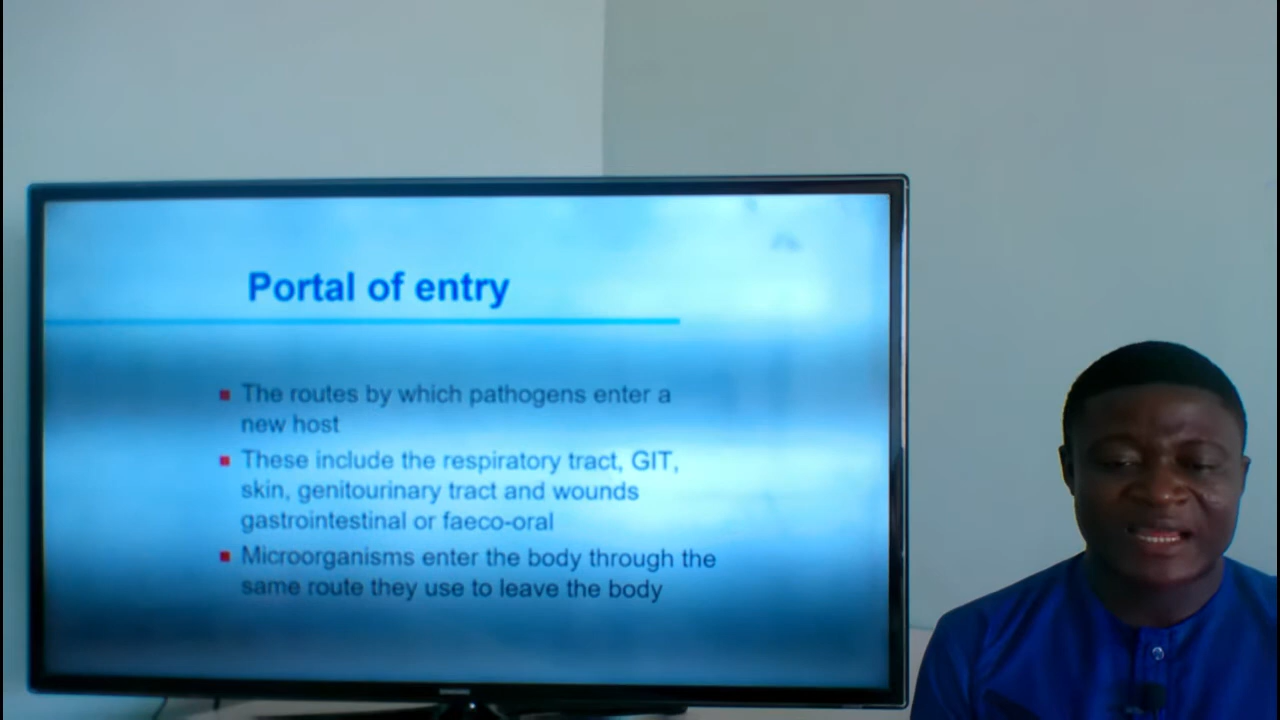 Portal of entry
The routes by which pathogens enter a
new host
These include the respiratory tract, GIT,
skin, genitourinary tract and wounds
gastrointestinal or faeco-oral
Microorganisms enter the body through the
same route they use to leave the body
SAMSUNG